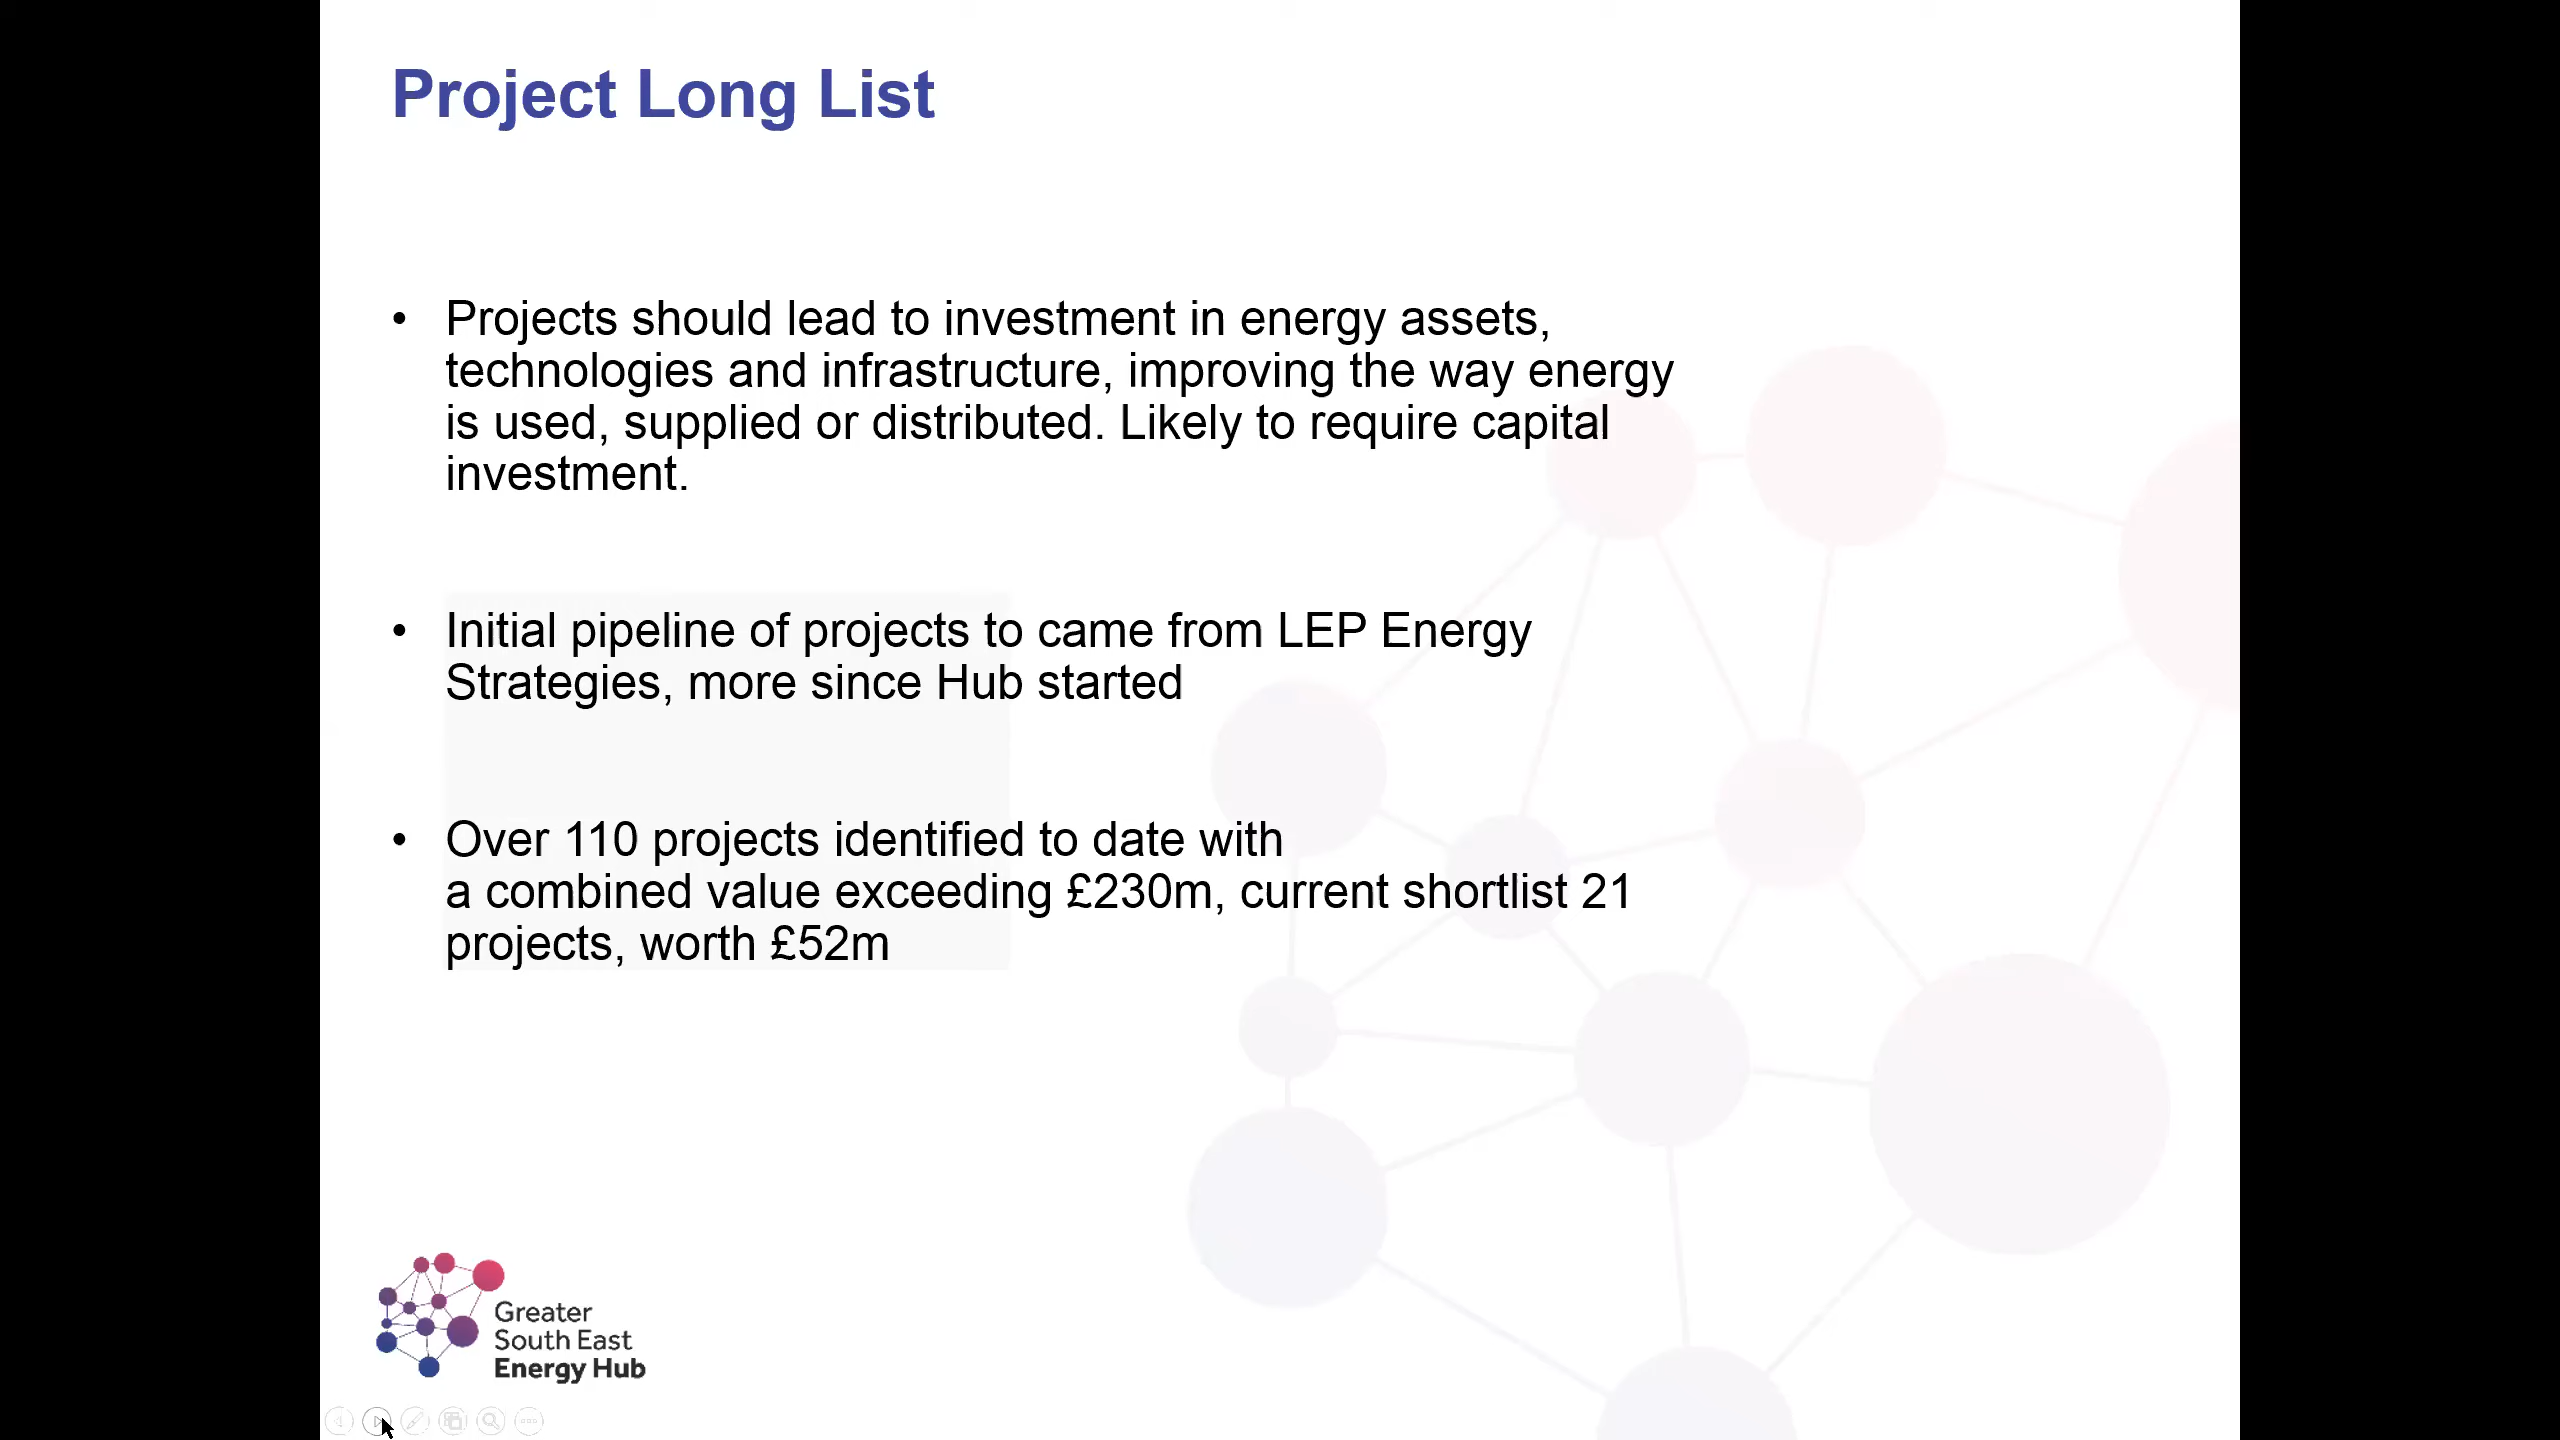 Project Long List
• Projects should lead to investment in energy assets,
technologies and infrastructure, improving the way energy
is used, supplied or distributed. Likely to require capital
investment.
• Initial pipeline of projects to came from LEP Energy
Strategies, more since Hub started
• Over 110 projects identified to date with
a combined value exceeding £230m, current shortlist 21
projects, worth £52m
Greater
South East
Energy Hub